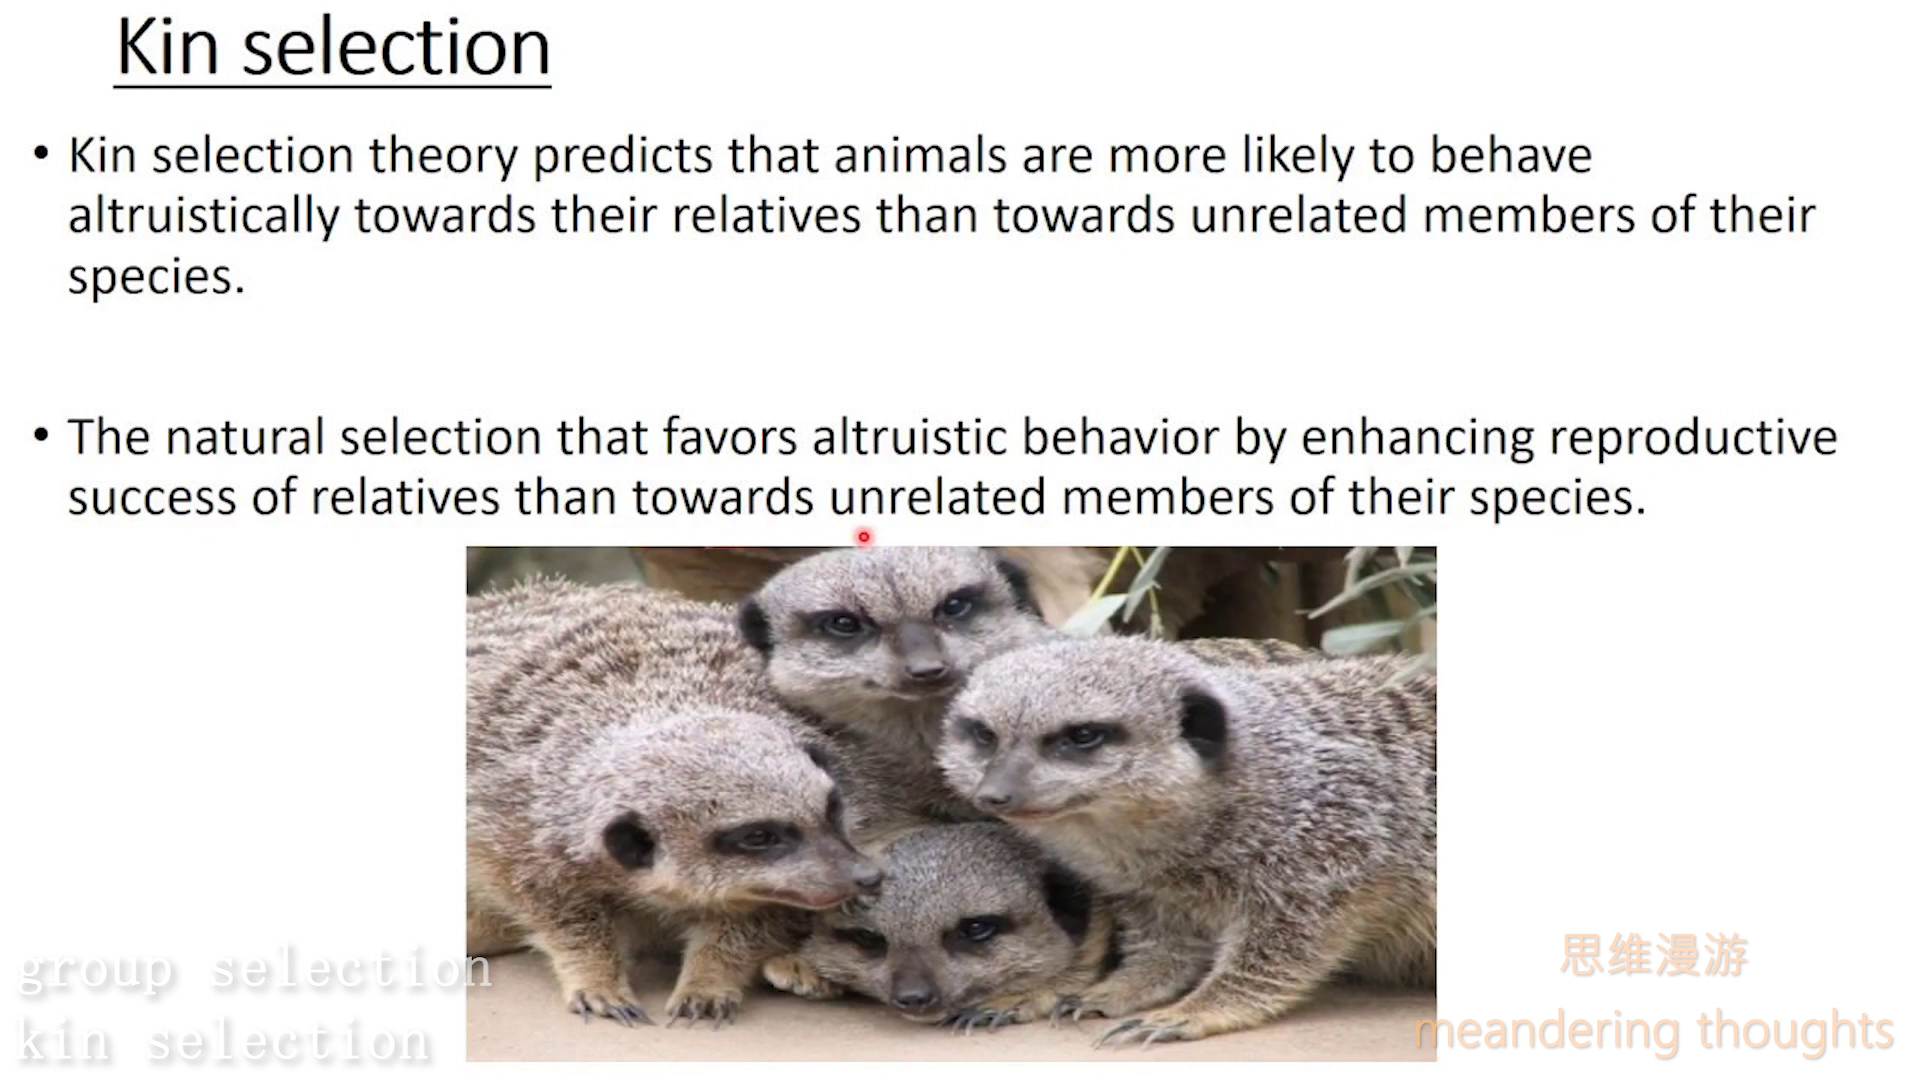 Kin selection
• Kin selection theory predicts that animals are more likely to behave
altruistically towards their relatives than towards unrelated members of their
species.
• The natural selection that favors altruistic behavior by enhancing reproductive
success of relatives than towards unrelated members of their species.
group selection
kin selection
思维漫游
meandering thoughts